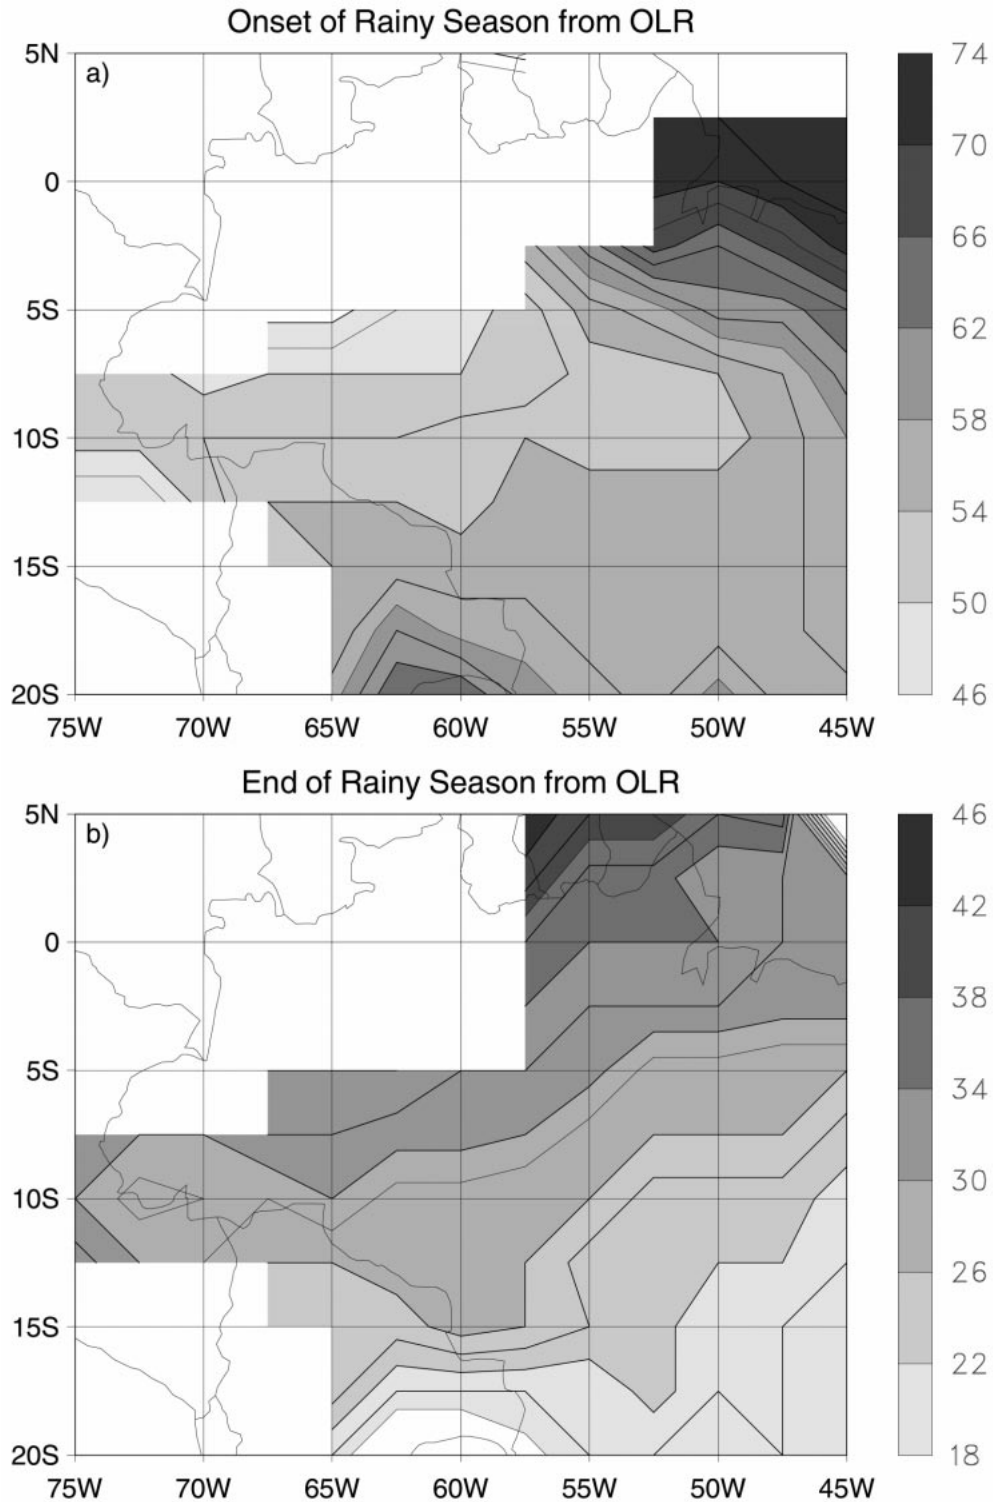 Onset of Rainy Season from OLR
a)
5N
0
5S
10S
15S
20S
75W 70W 65W 60W 55W 50W 45W
74
70
66
62
58
54
50
46
End of Rainy Season from OLR
b)
5N
0
5S
10S
15S
20S
75W 70W 65W 60W 55W 50W 45W
46
42
38
34
30
26
22
18